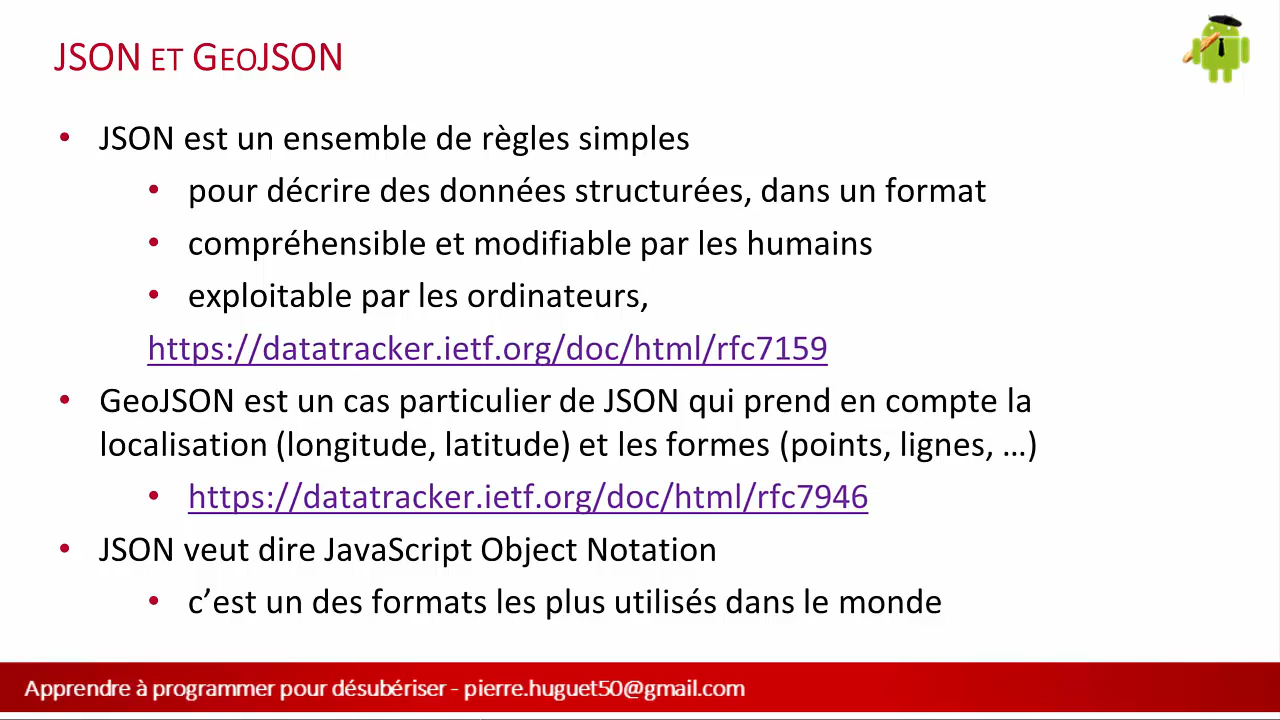 JSON ET GEOJSON
• JSON est un ensemble de règles simples
• pour décrire des données structurées, dans un format
• compréhensible et modifiable par les humains
• exploitable par les ordinateurs,
https://datatracker.ietf.org/doc/html/rfc7159
• GeoJSON est un cas particulier de JSON qui prend en compte la
localisation (longitude, latitude) et les formes (points, lignes, …)
• https://datatracker.ietf.org/doc/html/rfc7946
• JSON veut dire JavaScript Object Notation
• c’est un des formats les plus utilisés dans le monde
Apprendre à programmer pour désubériser - pierre.huguet50@gmail.com